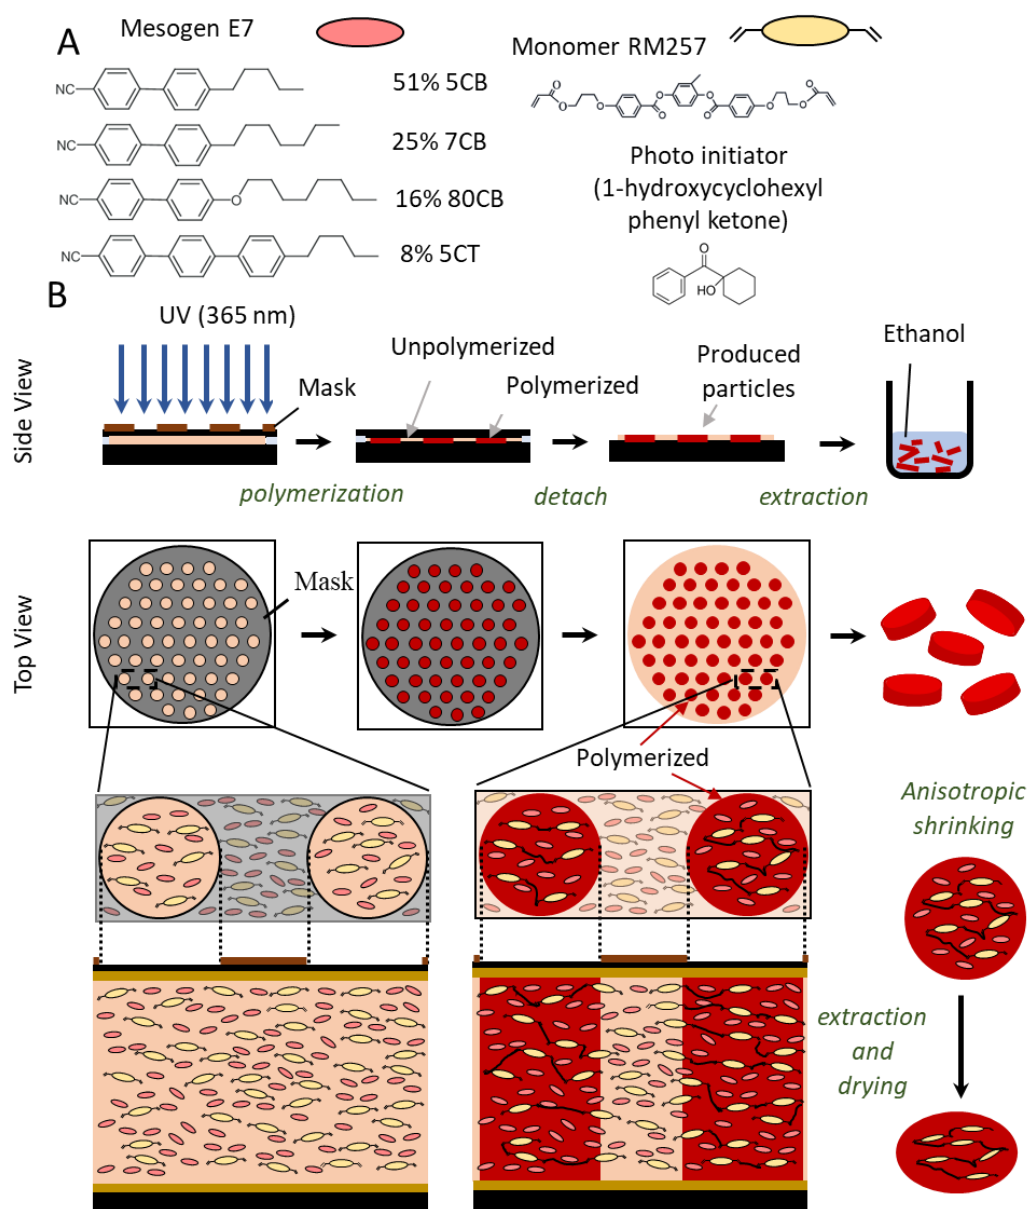 A
Mesogen E7
Monomer RM257
NC
51% 5CB
NC
25% 7CB
NC
O
16% 80CB
NC
8% 5CT
O
O
O
O
O
O
O
O
O
O
Photo initiator
(1-hydroxycyclohexyl
phenyl ketone)
O
HO
B
UV (365 nm)
Side View
Mask
Unpolymerized
Polymerized
Produced
particles
Ethanol
polymerization
detach
extraction
Top View
Mask
Polymerized
Anisotropic
shrinking
extraction
and
drying